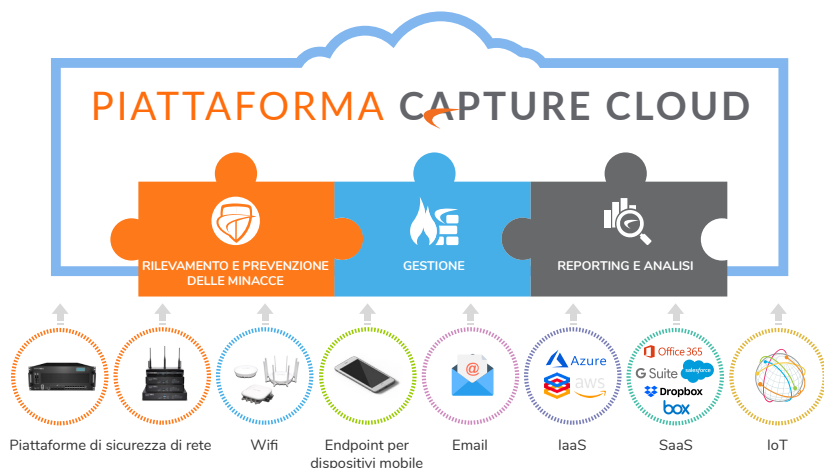 PIATTAFORMA CAPTURE CLOUD
RILEVAMENTO E PREVENZIONE
DELLE MINACCE
GESTIONE
REPORTING E ANALISI
@
Azure
aws
Office 365
G Suite
salesforce
Dropbox
box
Piattaforme di sicurezza di rete
Wifi
Endpoint per
dispositivi mobile
Email
IaaS
SaaS
IoT